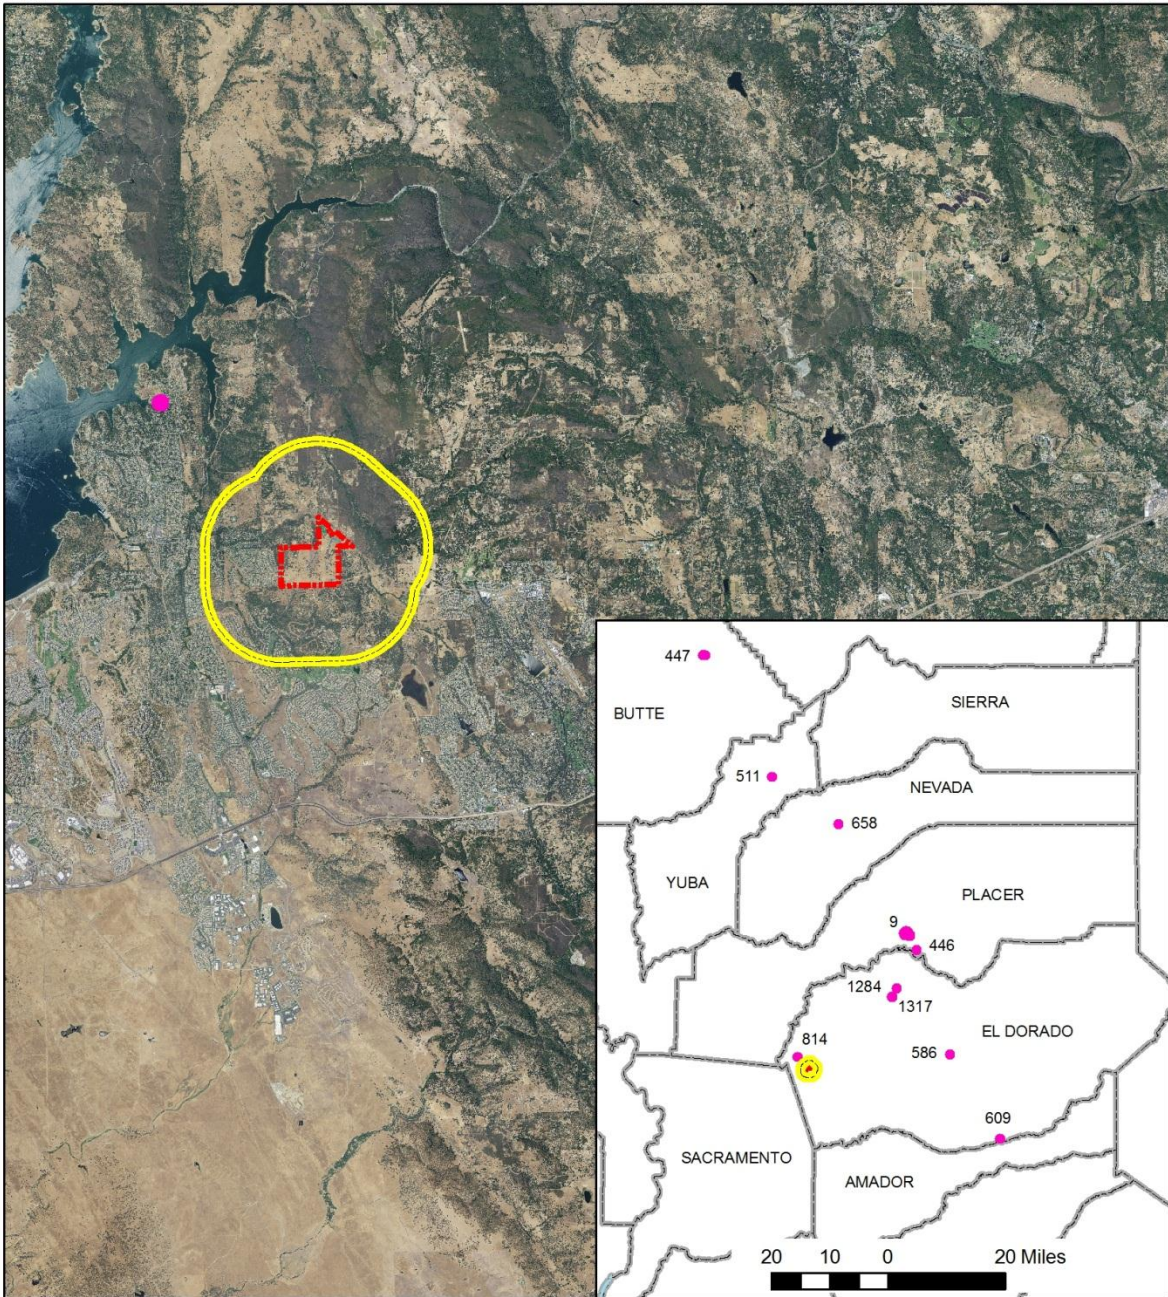 447
SIERRA
BUTTE
511
NEVADA
658
YUBA
PLACER
9
446
1284
1317
EL DORADO
814
586
609
SACRAMENTO
AMADOR
20 10 0 20 Miles